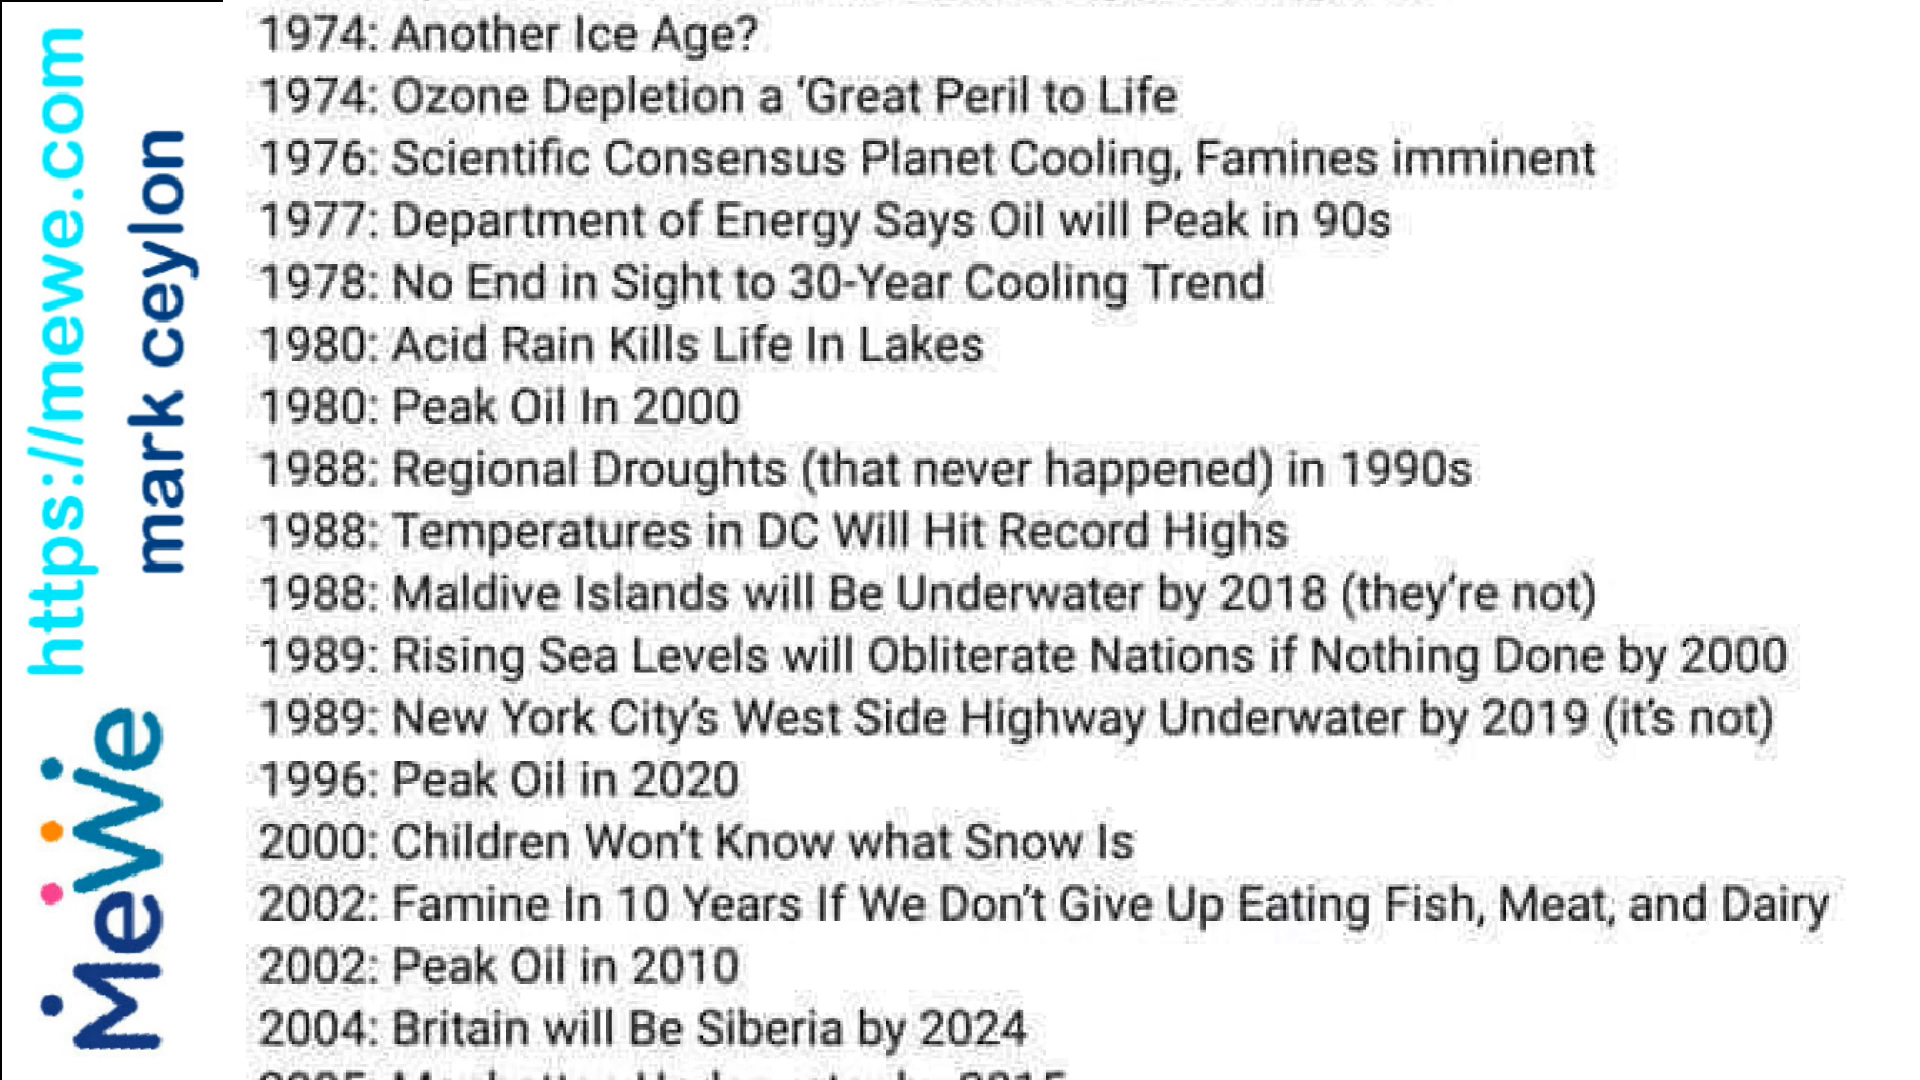 1974: Another Ice Age?
1974: Ozone Depletion a ‘Great Peril to Life
1976: Scientific Consensus Planet Cooling, Famines imminent
1977: Department of Energy Says Oil will Peak in 90s
1978: No End in Sight to 30-Year Cooling Trend
1980: Acid Rain Kills Life In Lakes
1980: Peak Oil In 2000
1988: Regional Droughts (that never happened) in 1990s
1988: Temperatures in DC Will Hit Record Highs
1988: Maldive Islands will Be Underwater by 2018 (they’re not)
1989: Rising Sea Levels will Obliterate Nations if Nothing Done by 2000
1989: New York City’s West Side Highway Underwater by 2019 (it’s not)
1996: Peak Oil in 2020
2000: Children Won’t Know what Snow Is
2002: Famine In 10 Years If We Don’t Give Up Eating Fish, Meat, and Dairy
2002: Peak Oil in 2010
2004: Britain will Be Siberia by 2024
MeWe
https://mewe.com
mark ceylon